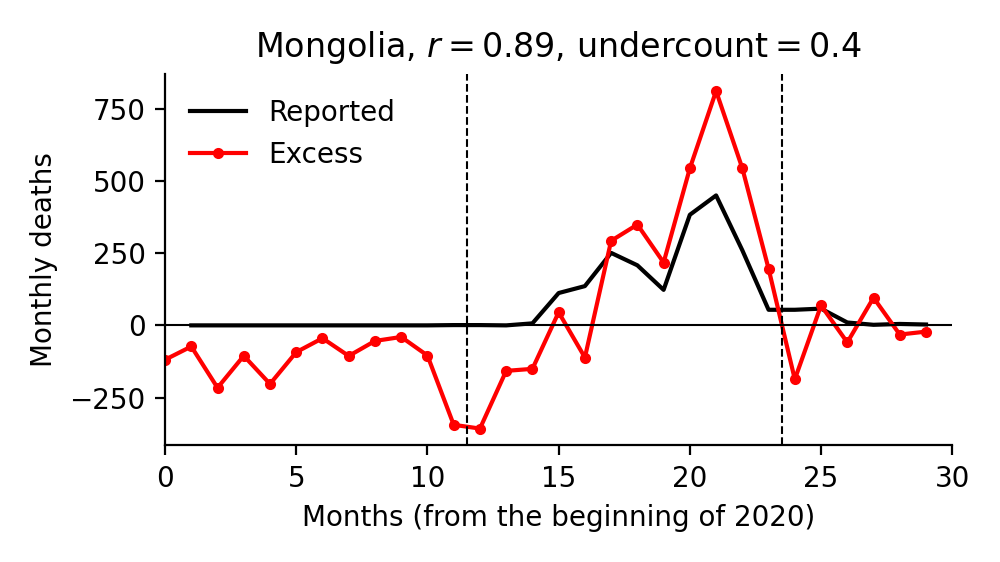 Mongolia, r = 0.89, undercount = 0.4
Reported
Excess
Monthly deaths
750
500
250
0
−250
0 5 10 15 20 25 30
Months (from the beginning of 2020)